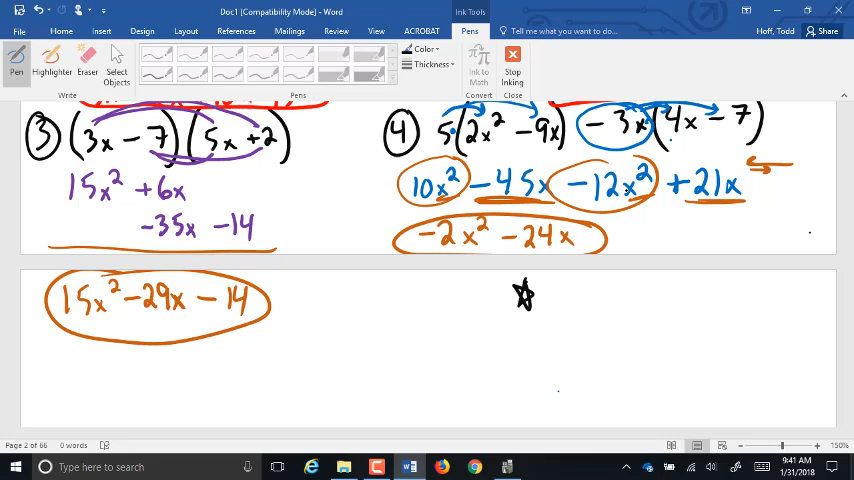 Doc1 [Compatibility Mode] - Word
Ink Tools
Hoff, Todd
File Home Insert Design Layout References Mailings Review View ACROBAT Pens Tell me what you want to do... Share
Pen Highlighter Eraser Select Objects
Color
Thickness
Ink to Math
Stop Inking
Write Pens Convert Close
3 (3x - 7)(5x + 2)
15x² + 6x
-35x - 14
15x² - 29x - 14
4 5(2x² - 9x) - 3x(4x - 7)
10x² - 45x - 12x² + 21x
-2x² - 24x
Page 2 of 66 0 words 150%
Type here to search
9:41 AM
1/31/2018